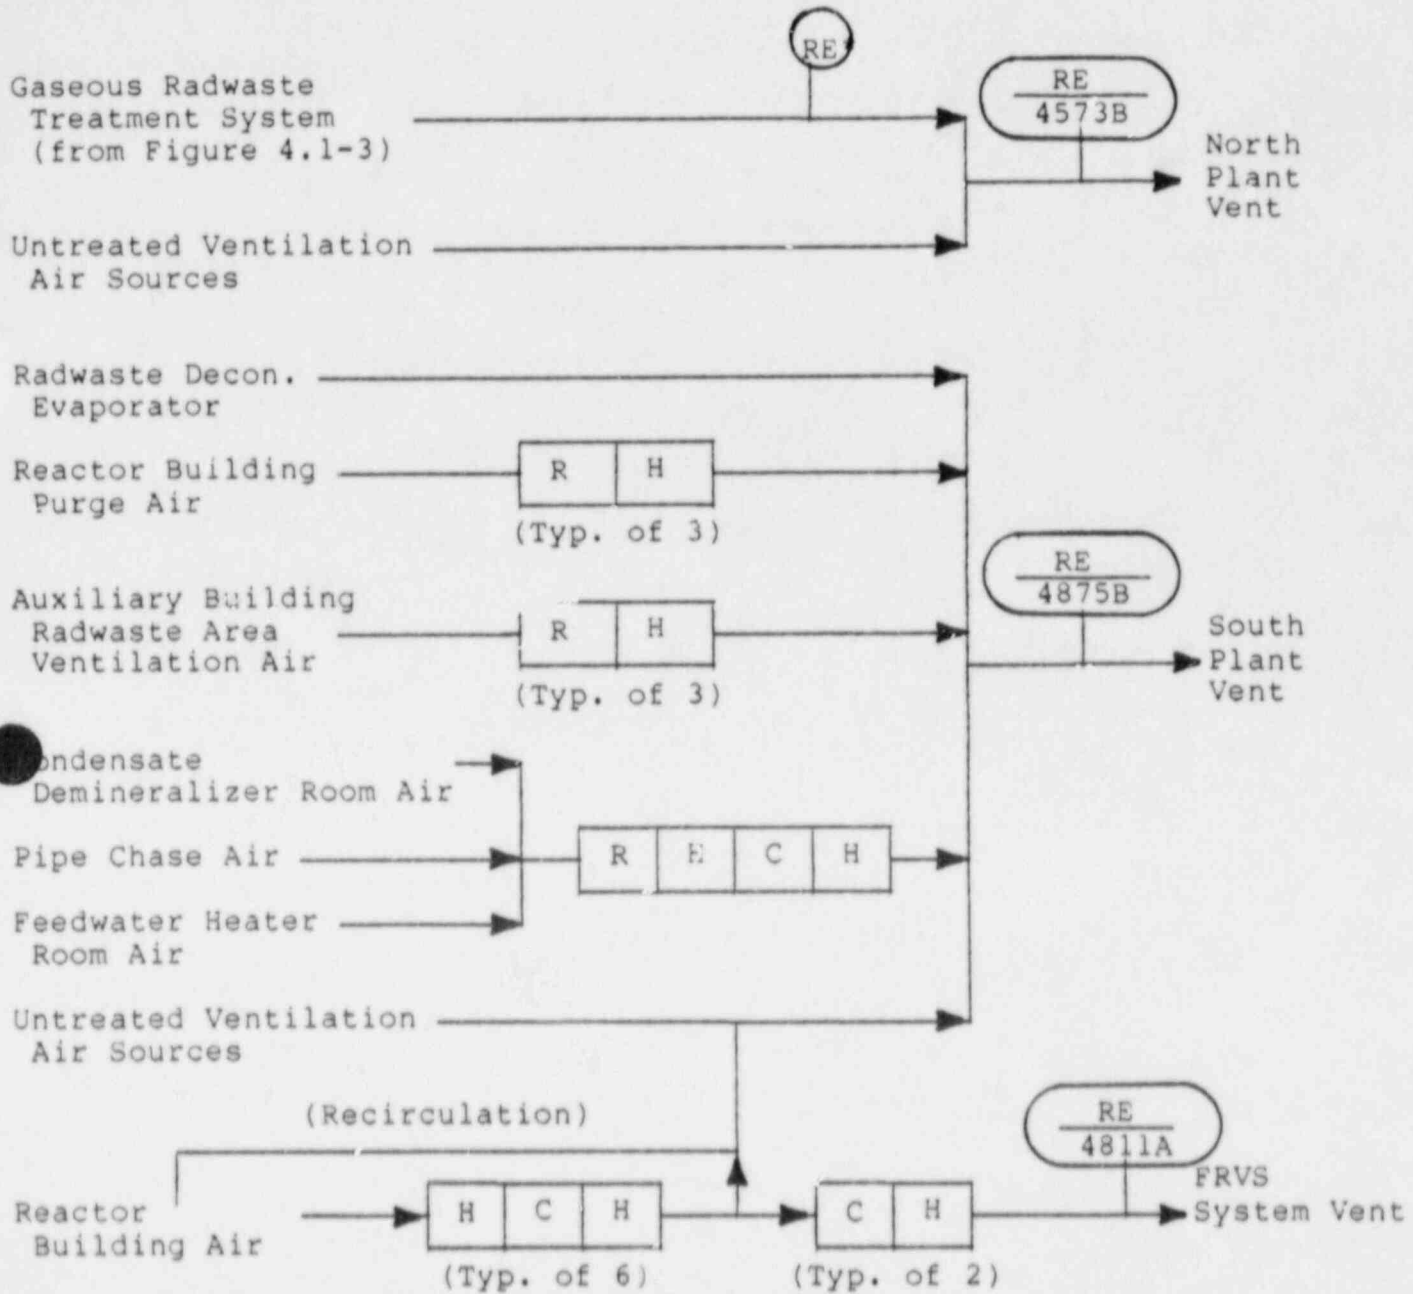 RE
Gaseous Radwaste
Treatment System
(from Figure 4.1-3)
RE
4573B
North
Plant
Vent
Untreated Ventilation
Air Sources
Radwaste Decon.
Evaporator
Reactor Building
Purge Air
R H
(Typ. of 3)
Auxiliary Building
Radwaste Area
Ventilation Air
R H
(Typ. of 3)
RE
4875B
South
Plant
Vent
ondensate
Demineralizer Room Air
Pipe Chase Air
R H C H
Feedwater Heater
Room Air
Untreated Ventilation
Air Sources
(Recirculation)
RE
4811A
Reactor
Building Air
H C H
(Typ. of 6)
C H
(Typ. of 2)
FRVS
System Vent